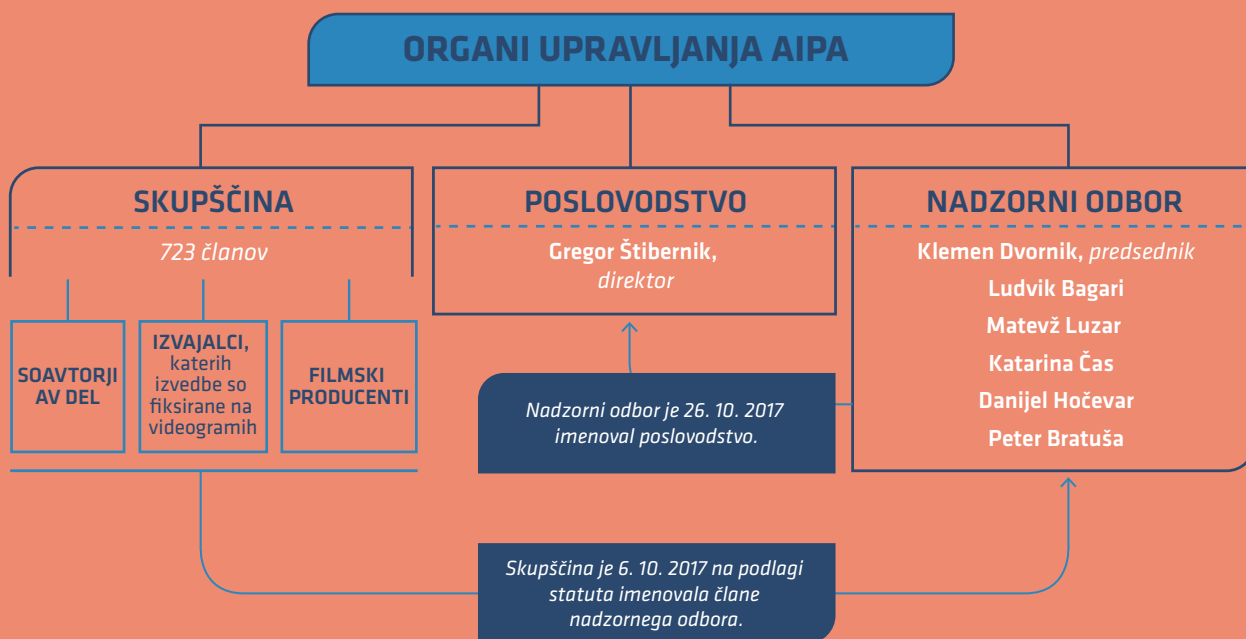 ORGANI UPRAVLJANJA AIPA
SKUPŠČINA
723 članov
SOAVTORJI
AV DEL
IZVAJALCI,
katerih
izvedbe so
fiksirane na
videogramih
FILMSKI
PRODUCENTI
POSLOVODSTVO
Gregor Štibernik,
direktor
NADZORNI ODBOR
Klemen Dvornik, predsednik
Ludvik Bagari
Matevž Luzar
Katarina Čas
Danijel Hočevar
Peter Bratuša
Nadzorni odbor je 26. 10. 2017
imenoval poslovodstvo.
Skupščina je 6. 10. 2017 na podlagi
statuta imenovala člane
nadzornega odbora.